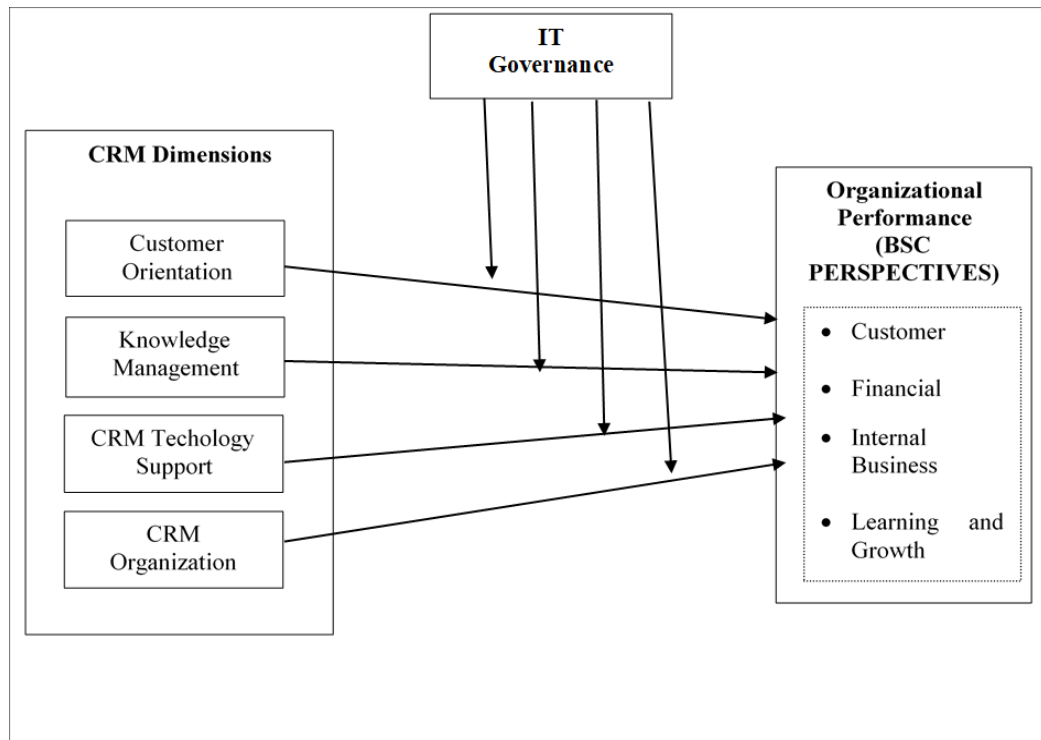 IT
Governance
CRM Dimensions
Customer
Orientation
Knowledge
Management
CRM Techology
Support
CRM
Organization
Organizational
Performance
(BSC
PERSPECTIVES)
• Customer
• Financial
• Internal
Business
• Learning and
Growth